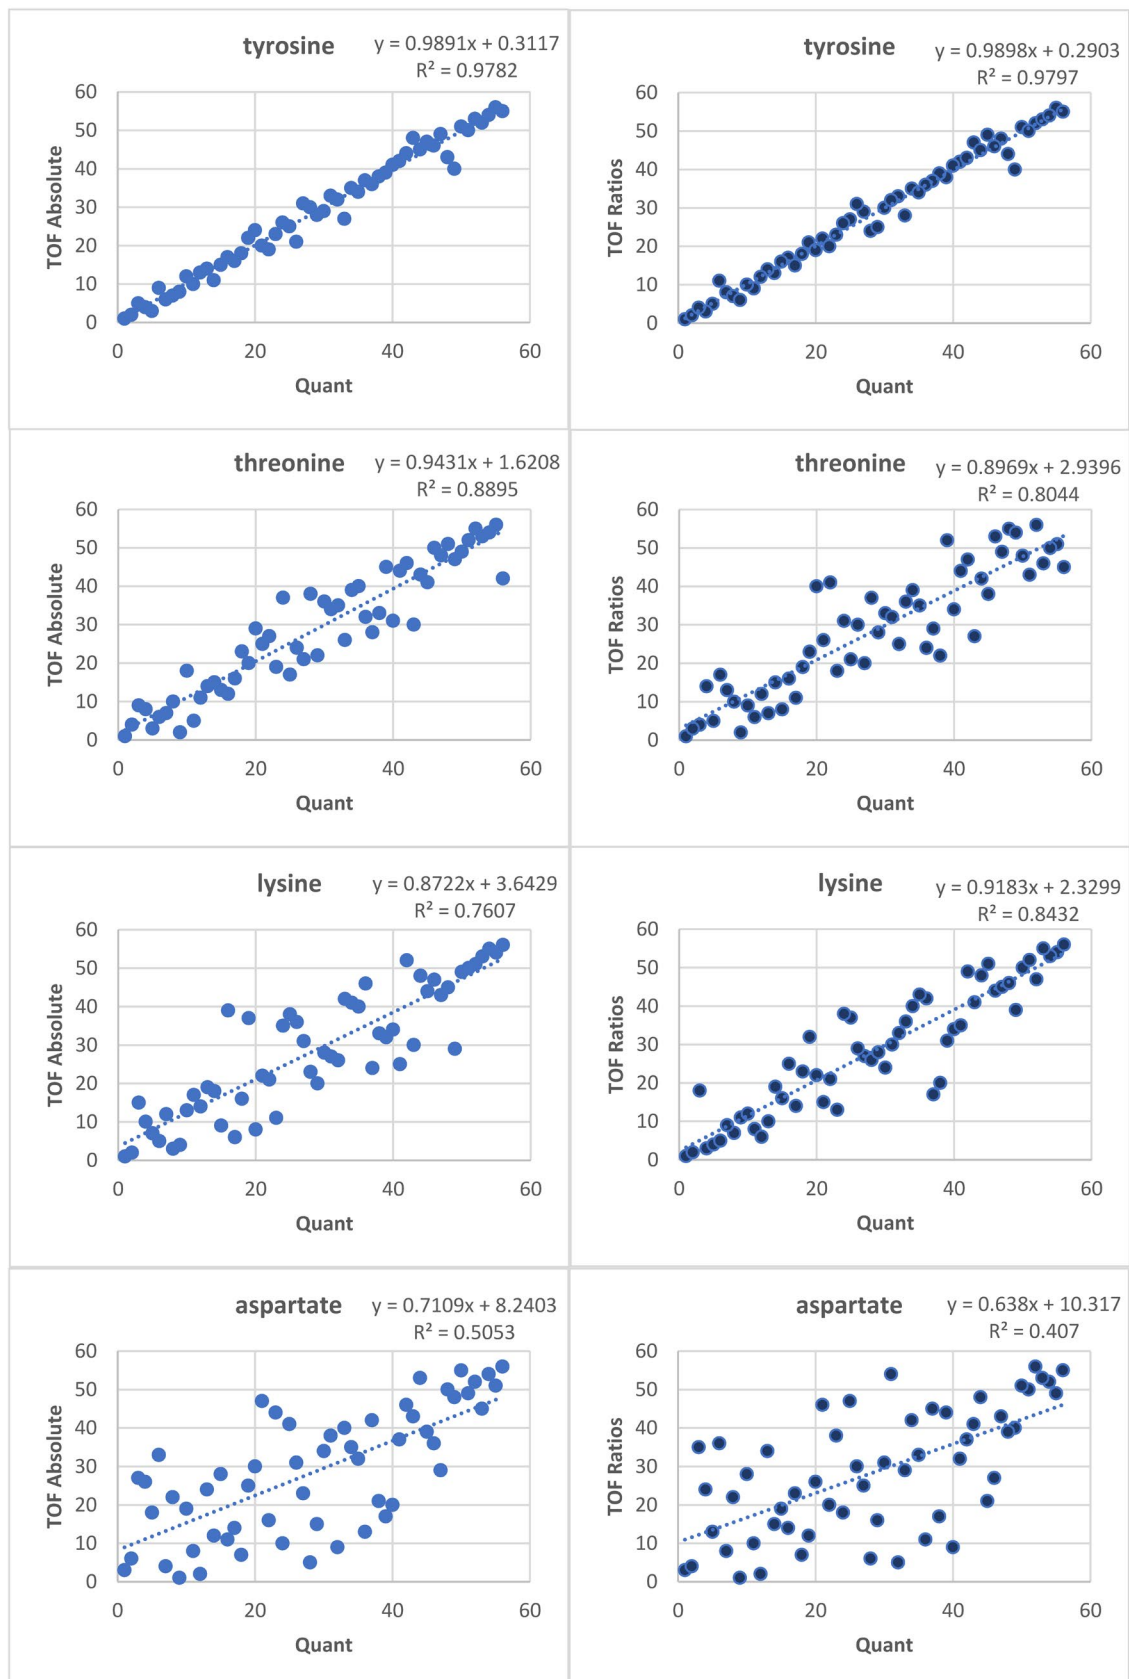 tyrosine
y = 0.9891x + 0.3117
R² = 0.9782
60
50
40
30
20
10
0
TOF Absolute
0 20 40 60
Quant
tyrosine
y = 0.9898x + 0.2903
R² = 0.9797
60
50
40
30
20
10
0
TOF Ratios
0 20 40 60
Quant
threonine
y = 0.9431x + 1.6208
R² = 0.8895
60
50
40
30
20
10
0
TOF Absolute
0 20 40 60
Quant
threonine
y = 0.8969x + 2.9396
R² = 0.8044
60
50
40
30
20
10
0
TOF Ratios
0 20 40 60
Quant
lysine
y = 0.8722x + 3.6429
R² = 0.7607
60
50
40
30
20
10
0
TOF Absolute
0 20 40 60
Quant
lysine
y = 0.9183x + 2.3299
R² = 0.8432
60
50
40
30
20
10
0
TOF Ratios
0 20 40 60
Quant
aspartate
y = 0.7109x + 8.2403
R² = 0.5053
60
50
40
30
20
10
0
TOF Absolute
0 20 40 60
Quant
aspartate
y = 0.638x + 10.317
R² = 0.407
60
50
40
30
20
10
0
TOF Ratios
0 20 40 60
Quant